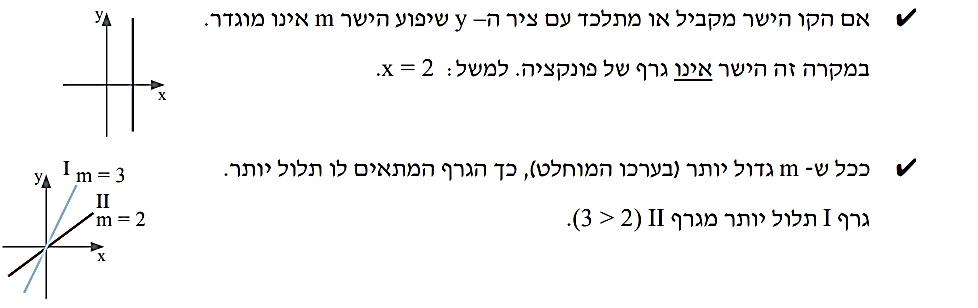 ✔ אם הקו הישר מקביל או מתלכד עם ציר ה– y שיפוע הישר m אינו מוגדר.
במקרה זה הישר אינו גרף של פונקציה. למשל: x = 2.
y
x
✔ ככל ש- m גדול יותר (בערכו המוחלט), כך הגרף המתאים לו תלול יותר.
גרף I תלול יותר מגרף II (3 > 2).
y
I m = 3
II
m = 2
x